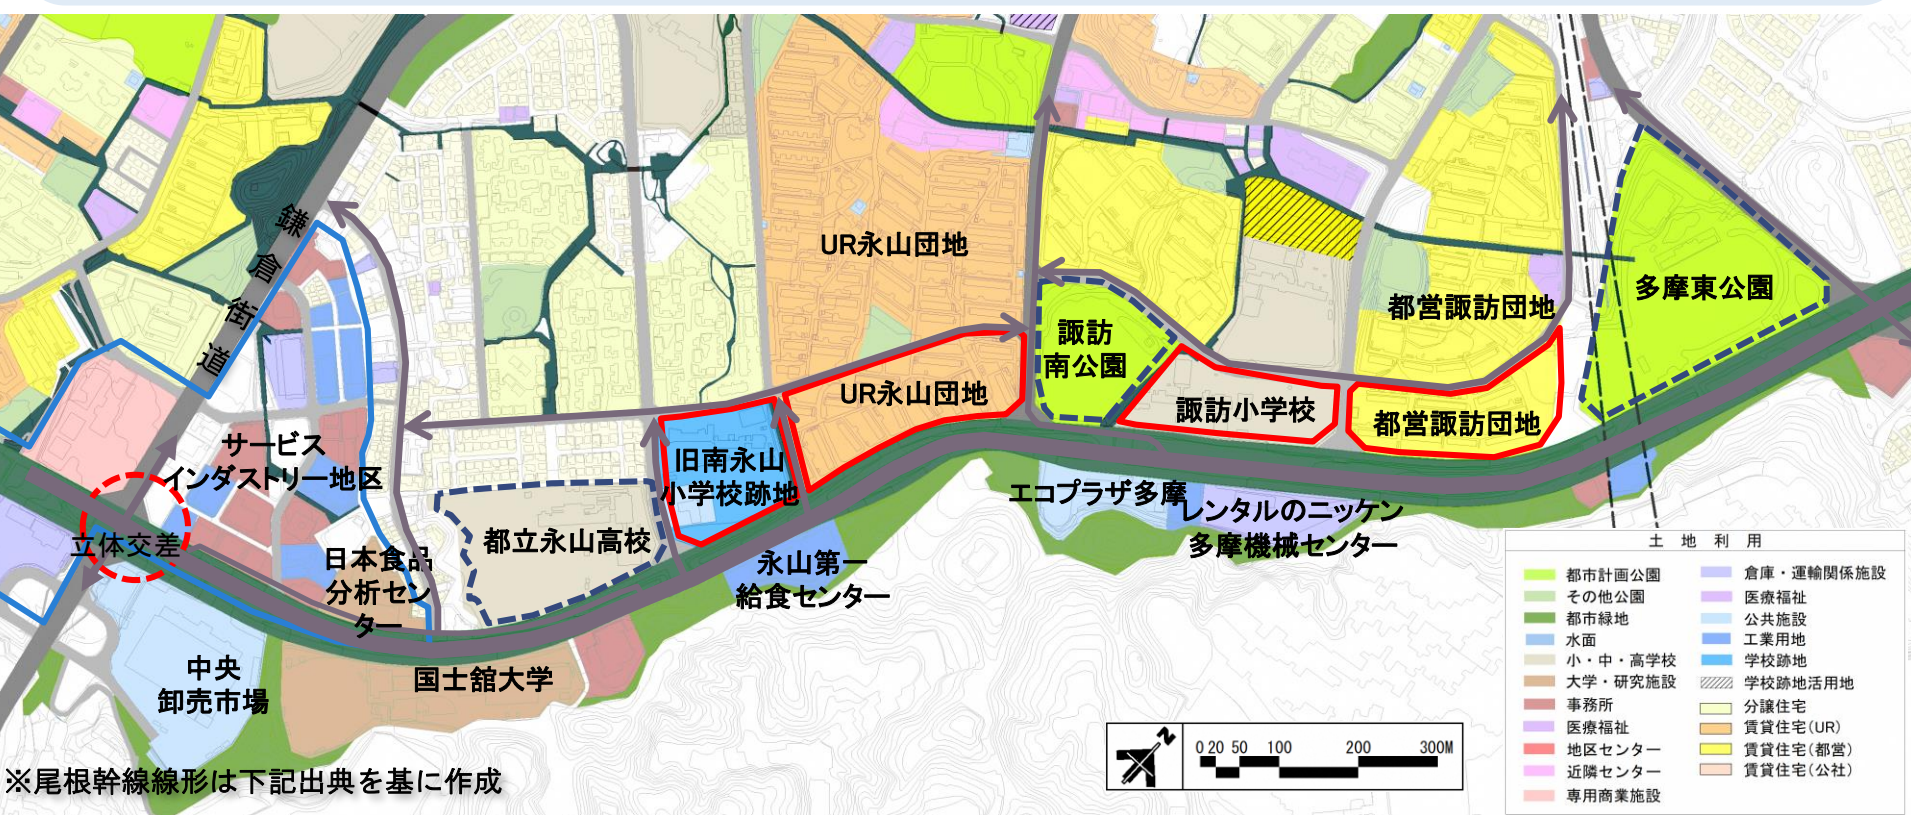 鎌
倉
街
道
UR永山団地
都営諏訪団地
多摩東公園
諏訪
南公園
UR永山団地
諏訪小学校
都営諏訪団地
サービス
インダストリー地区
旧南永山
小学校跡地
エコプラザ多摩
レンタルのニッケン
多摩機械センター
立体交差
日本食品
分析セン
ター
都立永山高校
永山第一
給食センター
中央
卸売市場
国士舘大学
※尾根幹線線形は下記出典を基に作成
N
0 20 50 100 200 300M
土地利用
都市計画公園
その他公園
都市緑地
水面
小・中・高学校
大学・研究施設
事務所
医療福祉
地区センター
近隣センター
専用商業施設
倉庫・運輸関係施設
医療福祉
公共施設
工業用地
学校跡地
学校跡地活用地
分譲住宅
賃貸住宅(UR)
賃貸住宅(都営)
賃貸住宅(公社)